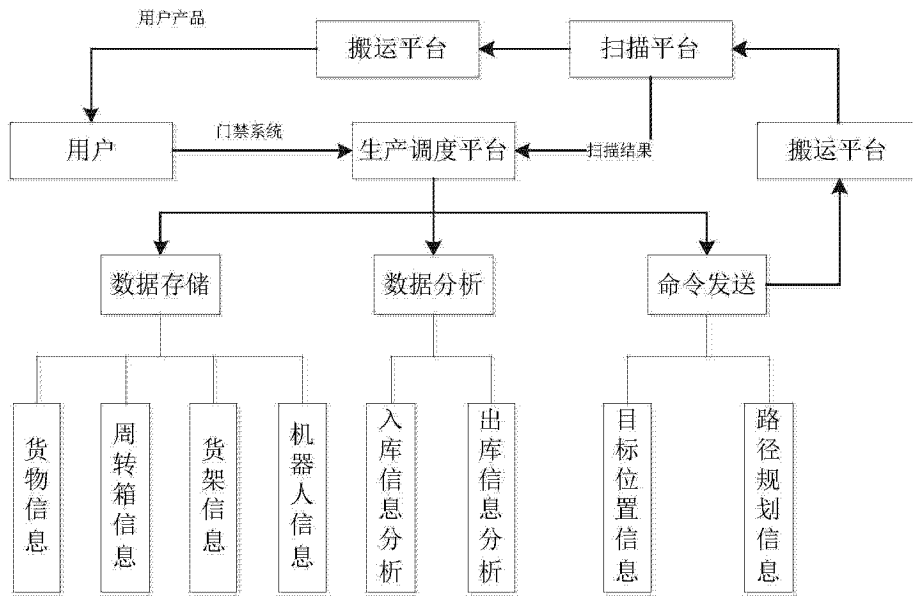 用户产品
搬运平台
扫描平台
用户
门禁系统
生产调度平台
扫描结果
搬运平台
数据存储
数据分析
命令发送
货物信息
周转箱信息
货架信息
机器人信息
入库信息分析
出库信息分析
目标位置信息
路径规划信息